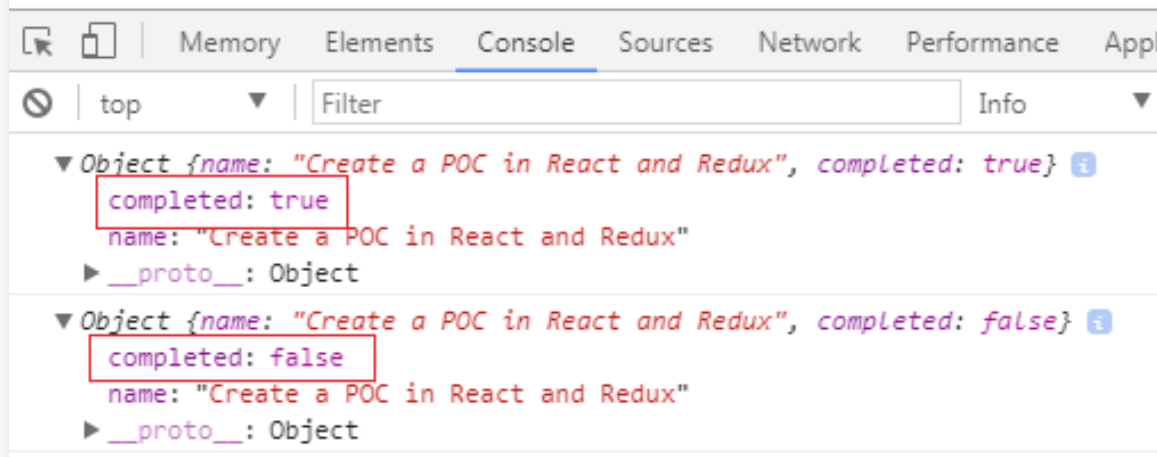 Memory Elements Console Sources Network Performance Appl
top Filter Info
Object {name: "Create a POC in React and Redux", completed: true} i
completed: true
name: "Create a POC in React and Redux"
__proto__: Object
Object {name: "Create a POC in React and Redux", completed: false} i
completed: false
name: "Create a POC in React and Redux"
__proto__: Object